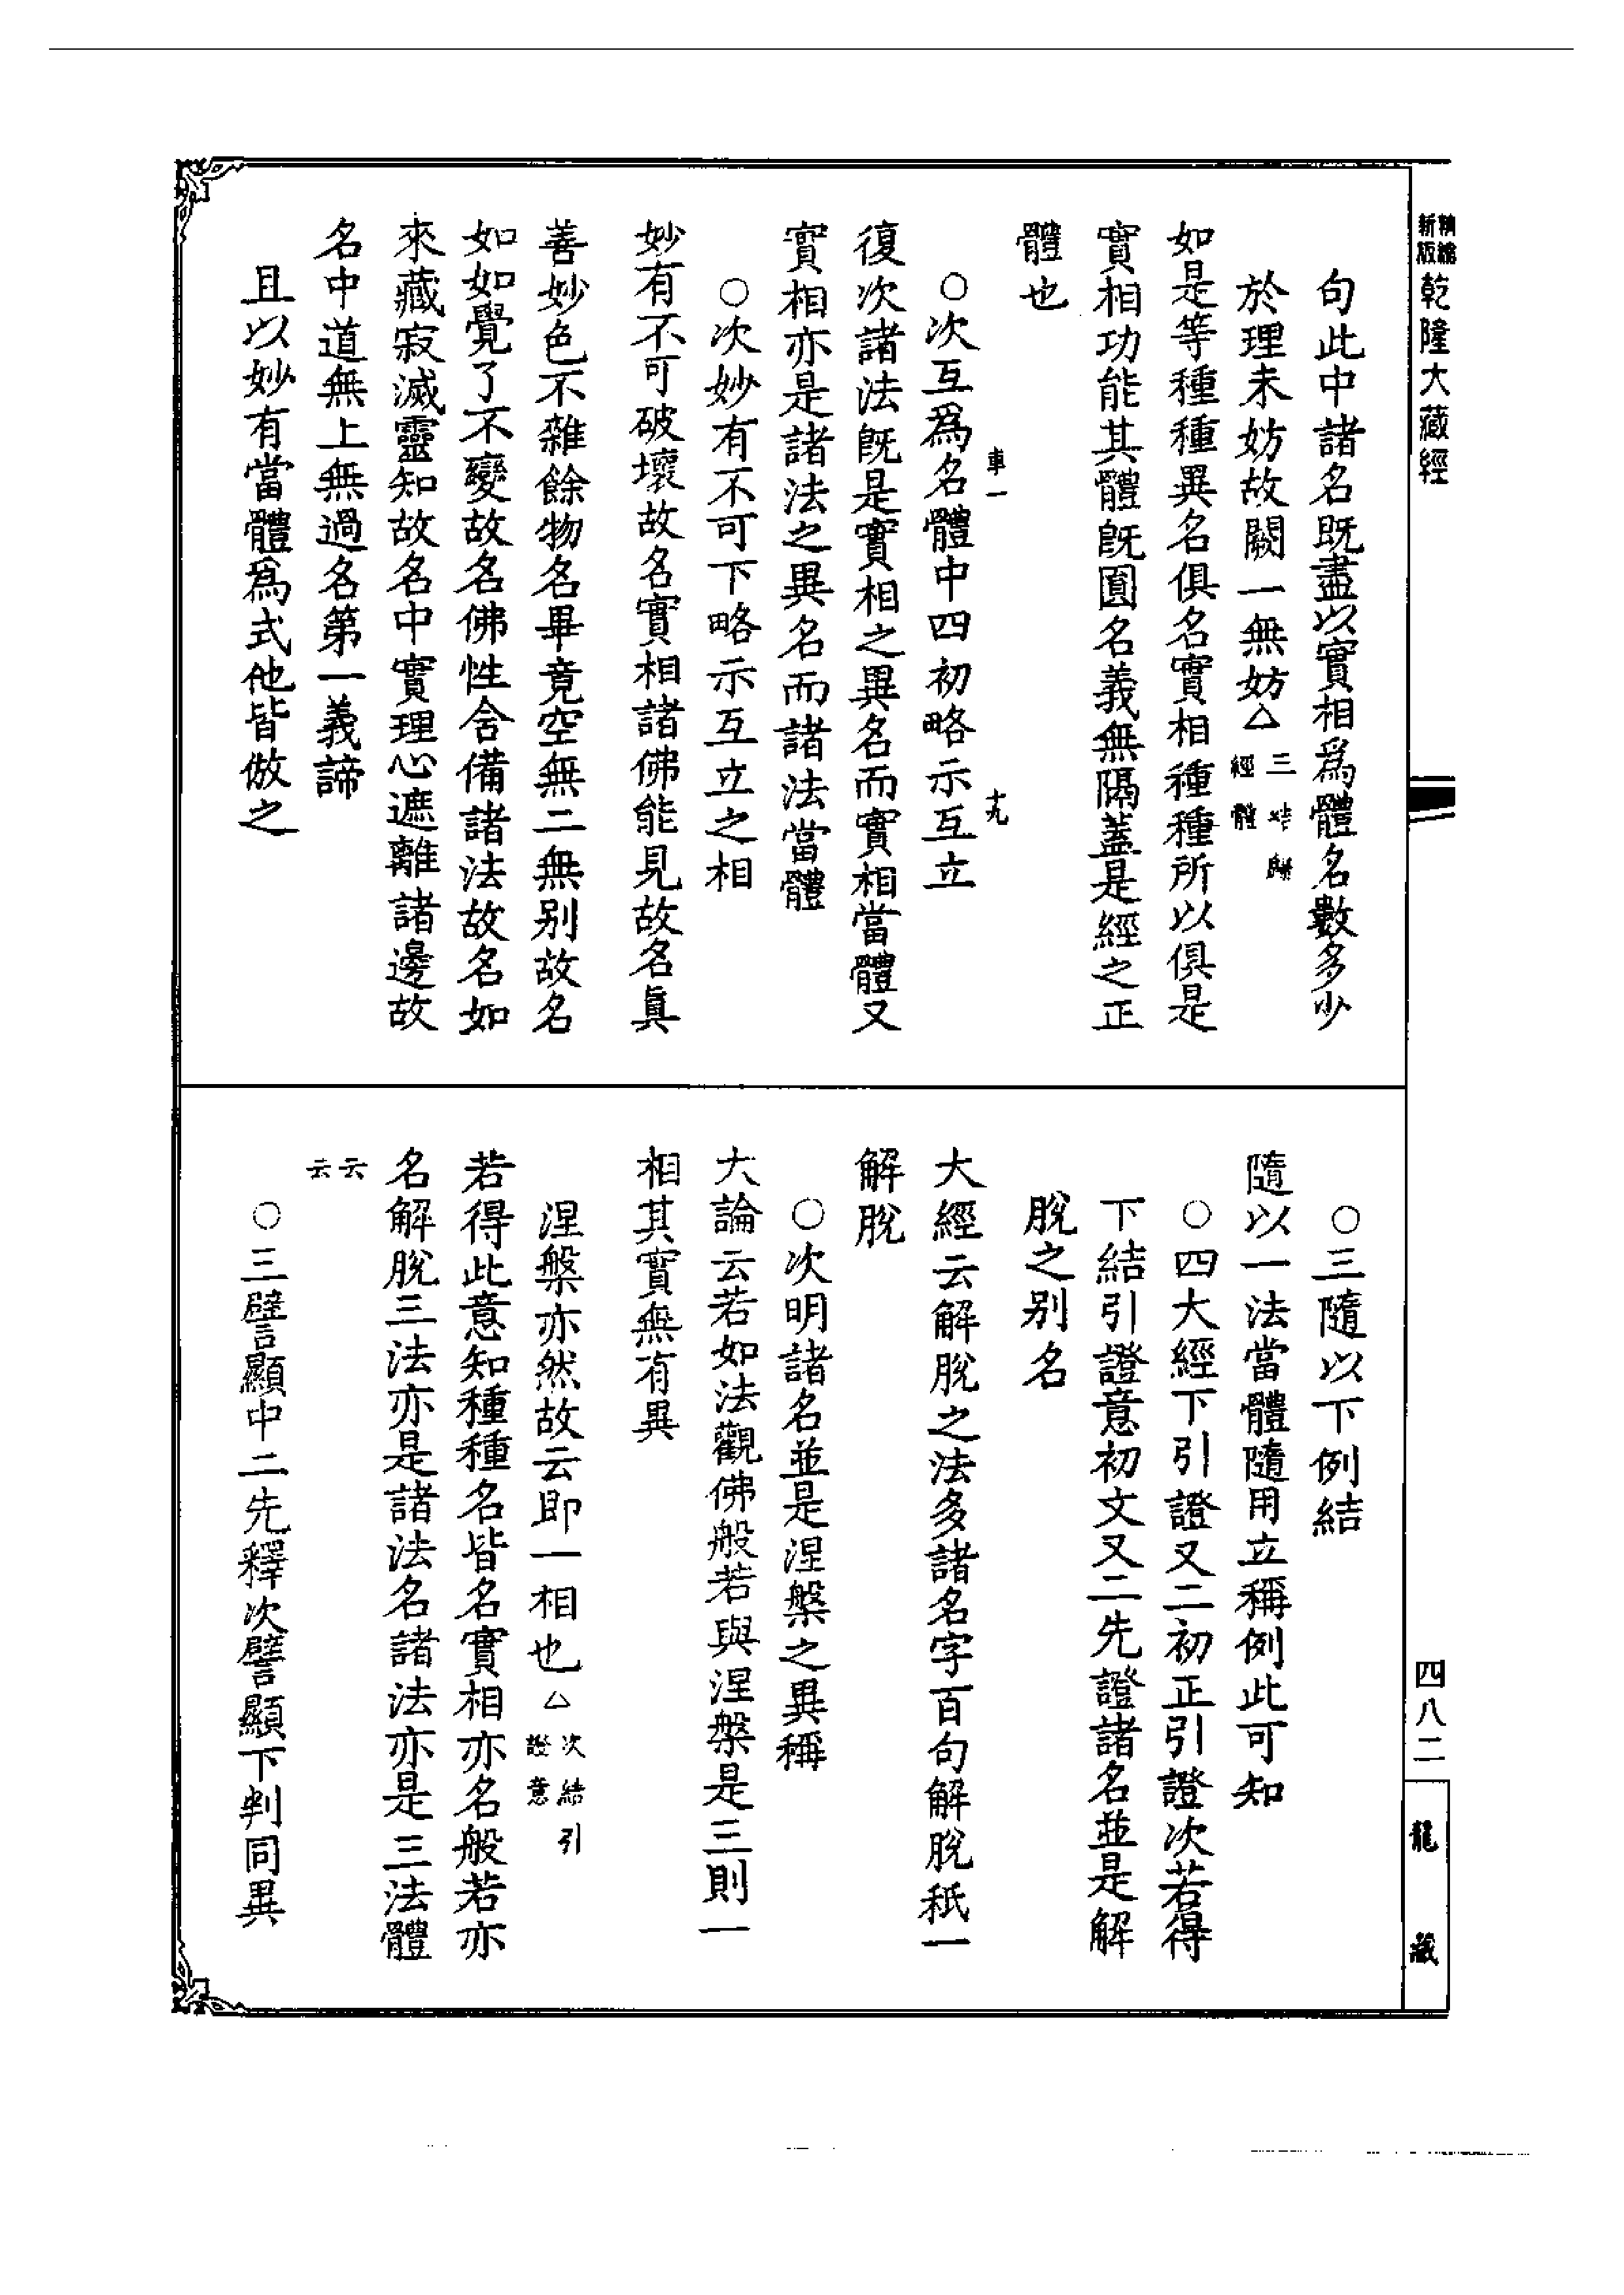 精編
新版
乾隆大藏經
句此中諸名既盡以實相爲體名數多少
於理未妨故闕一無妨△三結歸
經體
如是等種種異名俱名實相種種所以俱是
實相功能其體既圓名義無隔蓋是經之正
體也
車一
十九
○次互爲名體中四初略示互立
復次諸法既是實相之異名而實相當體又
實相亦是諸法之異名而諸法當體
○次妙有不可下略示互立之相
妙有不可破壞故名實相諸佛能見故名眞
善妙色不雜餘物名畢竟空無二無别故名
如如覺了不變故名佛性含備諸法故名如
來藏寂滅靈知故名中實理心遮離諸邊故
名中道無上無過名第一義諦
且以妙有當體爲式他皆倣之
○三隨以下例結
隨以一法當體隨用立稱例此可知
○四大經下引證又二初正引證次若得
下結引證意初文又二先證諸名並是解
脫之别名
大經云解脫之法多諸名字百句解脫秖一
解脫
○次明諸名並是涅槃之異稱
大論云若如法觀佛般若與涅槃是三則一
相其實無有異
涅槃亦然故云即一相也△次結引
證意
若得此意知種種名皆名實相亦名般若亦
名解脫三法亦是諸法名諸法亦是三法體
云
云
○三譬顯中二先釋次譬顯下判同異
四八二
龍藏